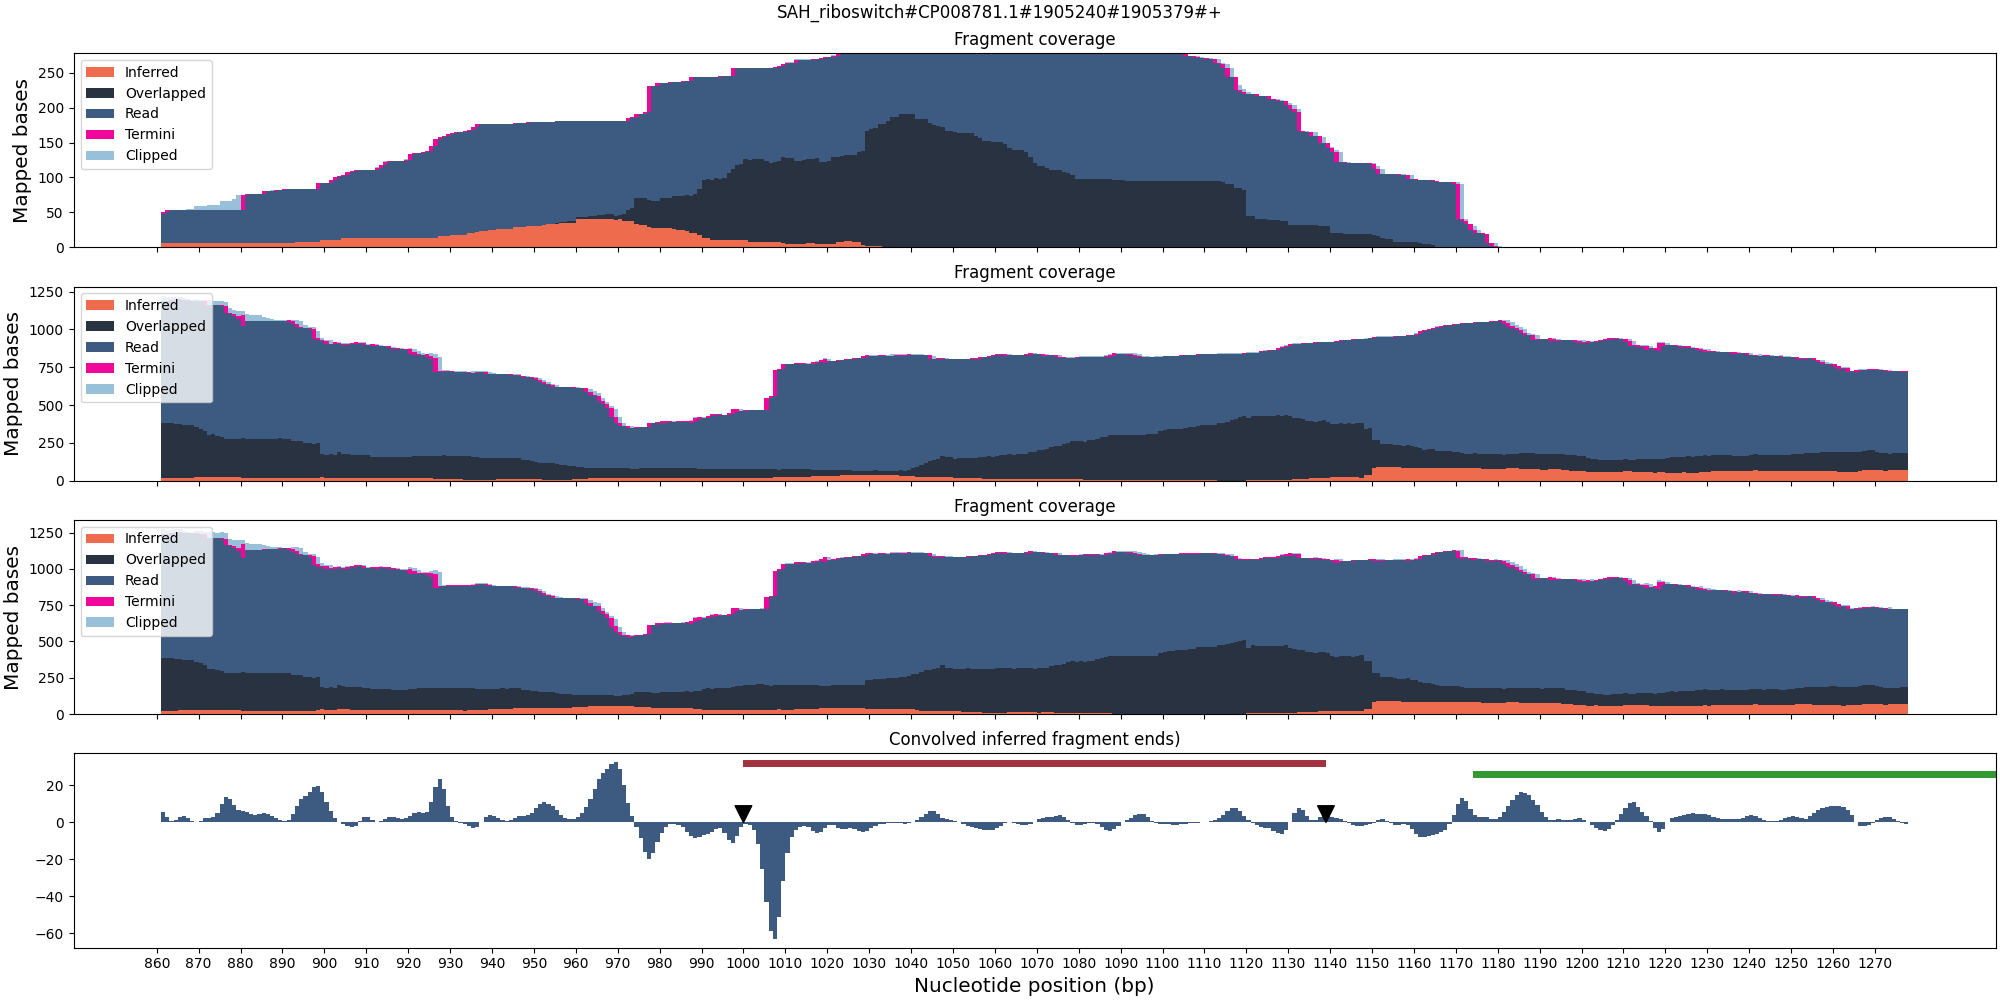 SAH_riboswitch#CP008781.1#1905240#1905379#+
Fragment coverage
Mapped bases
250
200
150
100
50
0
Inferred
Overlapped
Read
Termini
Clipped
Fragment coverage
Mapped bases
1250
1000
750
500
250
0
Inferred
Overlapped
Read
Termini
Clipped
Fragment coverage
Mapped bases
1250
1000
750
500
250
0
Inferred
Overlapped
Read
Termini
Clipped
Convolved inferred fragment ends)
20
0
−20
−40
−60
860 870 880 890 900 910 920 930 940 950 960 970 980 990 1000 1010 1020 1030 1040 1050 1060 1070 1080 1090 1100 1110 1120 1130 1140 1150 1160 1170 1180 1190 1200 1210 1220 1230 1240 1250 1260 1270
Nucleotide position (bp)